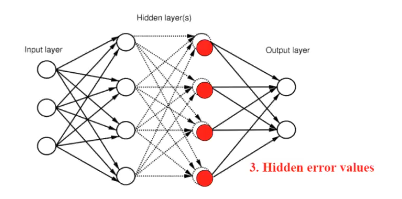 Hidden layer(s)
Input layer
Output layer
3. Hidden error values